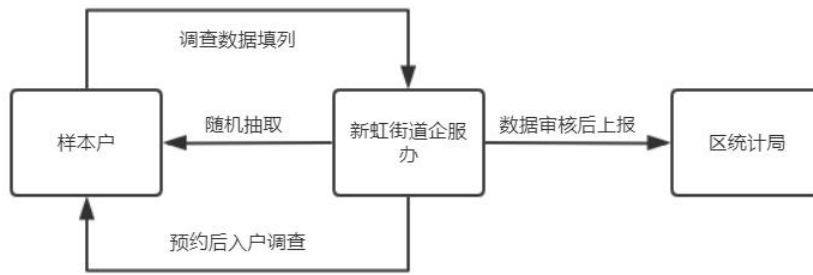 调查数据填列
样本户
随机抽取
新虹街道企服
办
数据审核后上报
区统计局
预约后入户调查